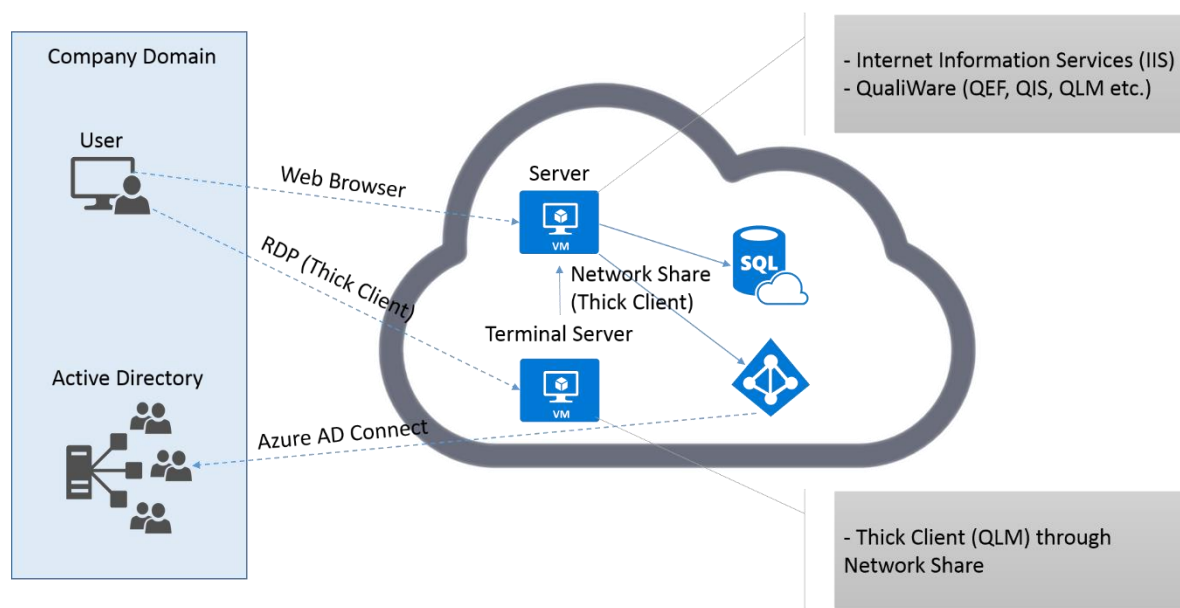 Company Domain
User
Web Browser
RDP (Thick Client)
Active Directory
Azure AD Connect
Server
VM
Network Share
(Thick Client)
Terminal Server
VM
SQL
- Internet Information Services (IIS)
- QualiWare (QEF, QIS, QLM etc.)
- Thick Client (QLM) through
Network Share